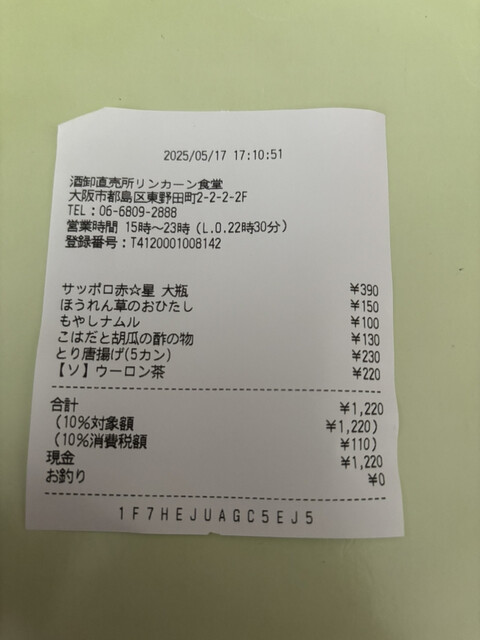 2025/05/17 17:10:51
酒卸直売所リンカーン食堂
大阪市都島区東野田町2-2-2-2F
TEL：06-6809-2888
営業時間 15時～23時（L.O.22時30分）
登録番号：T4120001008142
サッポロ赤☆星 大瓶 ¥390
ほうれん草のおひたし ¥150
もやしナムル ¥100
こはだと胡瓜の酢の物 ¥130
とり唐揚げ(5カン) ¥230
【ソ】ウーロン茶 ¥220
合計 ¥1,220
(10%対象額 ¥1,220)
(10%消費税額 ¥110)
現金 ¥1,220
お釣り ¥0
1F7HEJUAGC5EJ5